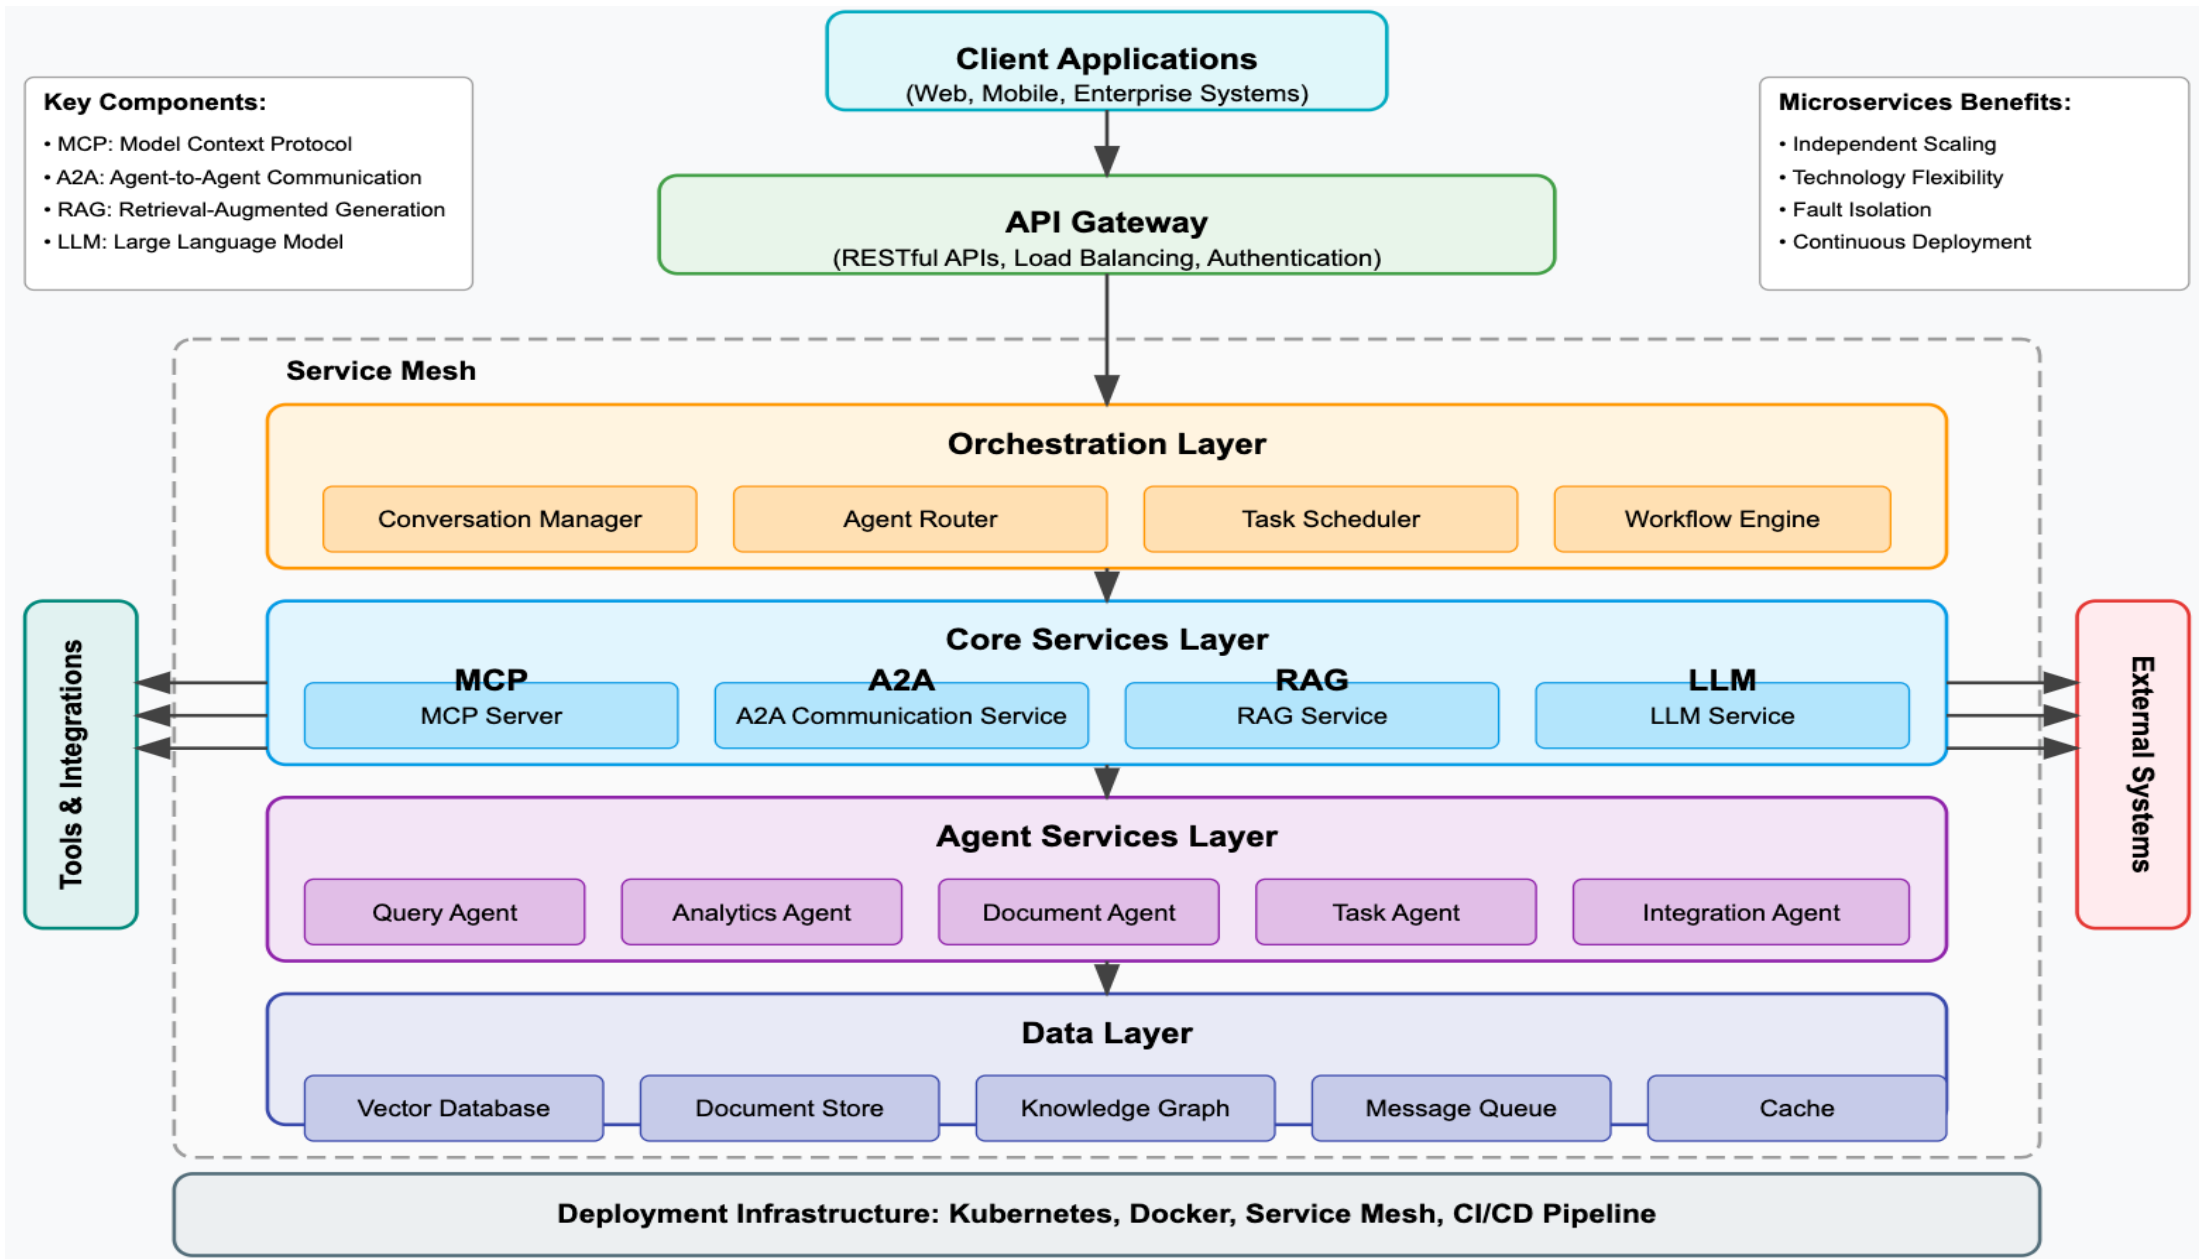 Client Applications
(Web, Mobile, Enterprise Systems)
Key Components:
• MCP: Model Context Protocol
• A2A: Agent-to-Agent Communication
• RAG: Retrieval-Augmented Generation
• LLM: Large Language Model
Microservices Benefits:
• Independent Scaling
• Technology Flexibility
• Fault Isolation
• Continuous Deployment
API Gateway
(RESTful APIs, Load Balancing, Authentication)
Service Mesh
Orchestration Layer
Conversation Manager
Agent Router
Task Scheduler
Workflow Engine
Tools & Integrations
Core Services Layer
MCP
MCP Server
A2A
A2A Communication Service
RAG
RAG Service
LLM
LLM Service
External Systems
Agent Services Layer
Query Agent
Analytics Agent
Document Agent
Task Agent
Integration Agent
Data Layer
Vector Database
Document Store
Knowledge Graph
Message Queue
Cache
Deployment Infrastructure: Kubernetes, Docker, Service Mesh, CI/CD Pipeline